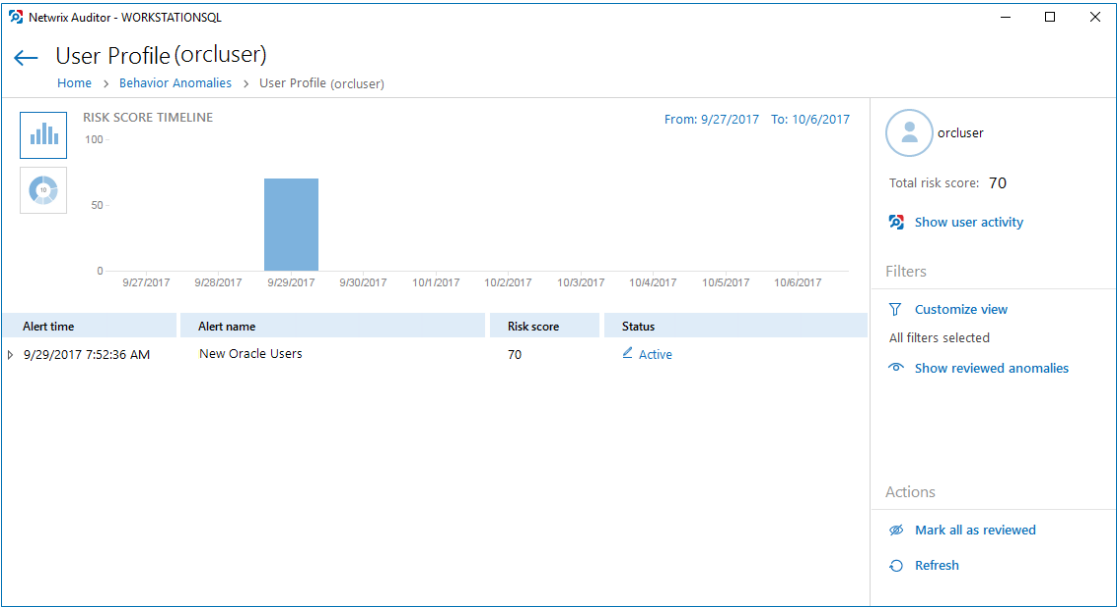 Netwrix Auditor - WORKSTATIONSQL
User Profile (orcluser)
Home > Behavior Anomalies > User Profile (orcluser)
RISK SCORE TIMELINE
From: 9/27/2017 To: 10/6/2017
100
50
0
9/27/2017 9/28/2017 9/29/2017 9/30/2017 10/1/2017 10/2/2017 10/3/2017 10/4/2017 10/5/2017 10/6/2017
Alert time Alert name Risk score Status
9/29/2017 7:52:36 AM New Oracle Users 70 Active
orcluser
Total risk score: 70
Show user activity
Filters
Customize view
All filters selected
Show reviewed anomalies
Actions
Mark all as reviewed
Refresh